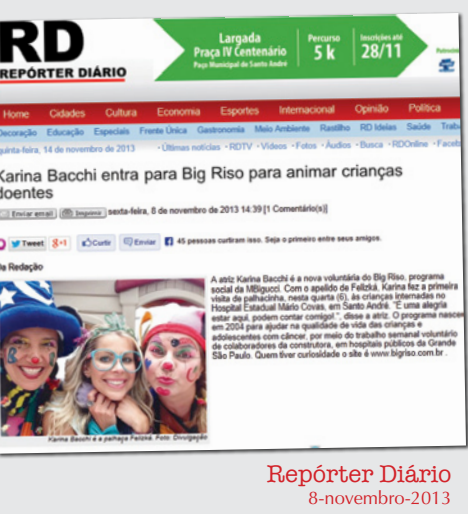 RD
REPÓRTER DIÁRIO
Largada
Praça IV Centenário
Paço Municipal de Santo André
Percurso
5 k
Inscrições até
28/11
Home Cidades Cultura Economia Esportes Internacional Opinião Política
Decoração Educação Especiais Frente Única Gastronomia Meio Ambiente Rastilho RD Ideias Saúde
quinta-feira, 14 de novembro de 2013 • Últimas notícias • RDTV • Vídeos • Fotos • Áudios • Busca • RDOnline
Karina Bacchi entra para Big Riso para animar crianças
doentes
Enviar email Imprimir sexta-feira, 8 de novembro de 2013 14:39 [1 Comentário(s)]
Tweet +1 Curtir Enviar 45 pessoas curtiram isso. Seja o primeiro entre seus amigos.
Da Redação
A atriz Karina Bacchi é a nova voluntária do Big Riso, programa
social da MBigucci. Com o apelido de Felizká, Karina fez a primeira
visita de palhacinha, nesta quarta (6), às crianças internadas no
Hospital Estadual Mário Covas, em Santo André. "É uma alegria
estar aqui, podem contar comigo!", disse a atriz. O programa nasceu
em 2004 para ajudar na qualidade de vida das crianças e
adolescentes com câncer, por meio do trabalho semanal voluntário
de colaboradores da construtora, em hospitais públicos da Grande
São Paulo. Quem tiver curiosidade o site é www.bigriso.com.br .
Karina Bacchi é a palhaça Felizká. Foto: Divulgação
Repórter Diário
8-novembro-2013